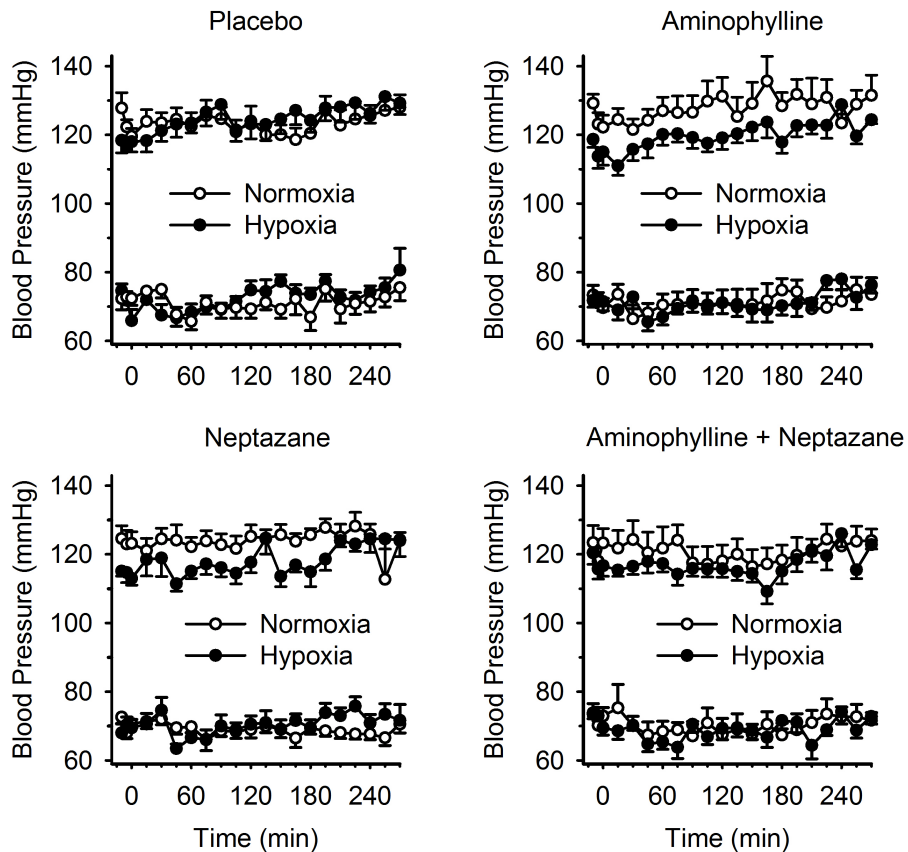 Placebo
Aminophylline
Blood Pressure (mmHg)
140
120
100
80
60
Normoxia
Hypoxia
0 60 120 180 240
Blood Pressure (mmHg)
140
120
100
80
60
Normoxia
Hypoxia
0 60 120 180 240
Neptazane
Aminophylline + Neptazane
Blood Pressure (mmHg)
140
120
100
80
60
Normoxia
Hypoxia
0 60 120 180 240
Time (min)
Blood Pressure (mmHg)
140
120
100
80
60
Normoxia
Hypoxia
0 60 120 180 240
Time (min)